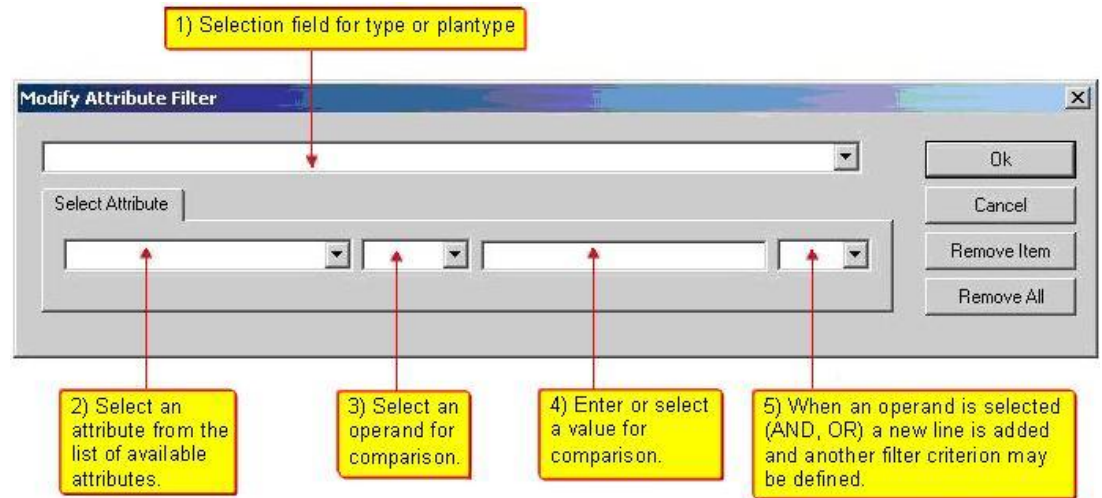 1) Selection field for type or plantype
Modify Attribute Filter
Ok
Select Attribute
Cancel
Remove Item
Remove All
2) Select an
attribute from the
list of available
attributes.
3) Select an
operand for
comparison.
4) Enter or select
a value for
comparison.
5) When an operand is selected
(AND, OR) a new line is added
and another filter criterion may
be defined.